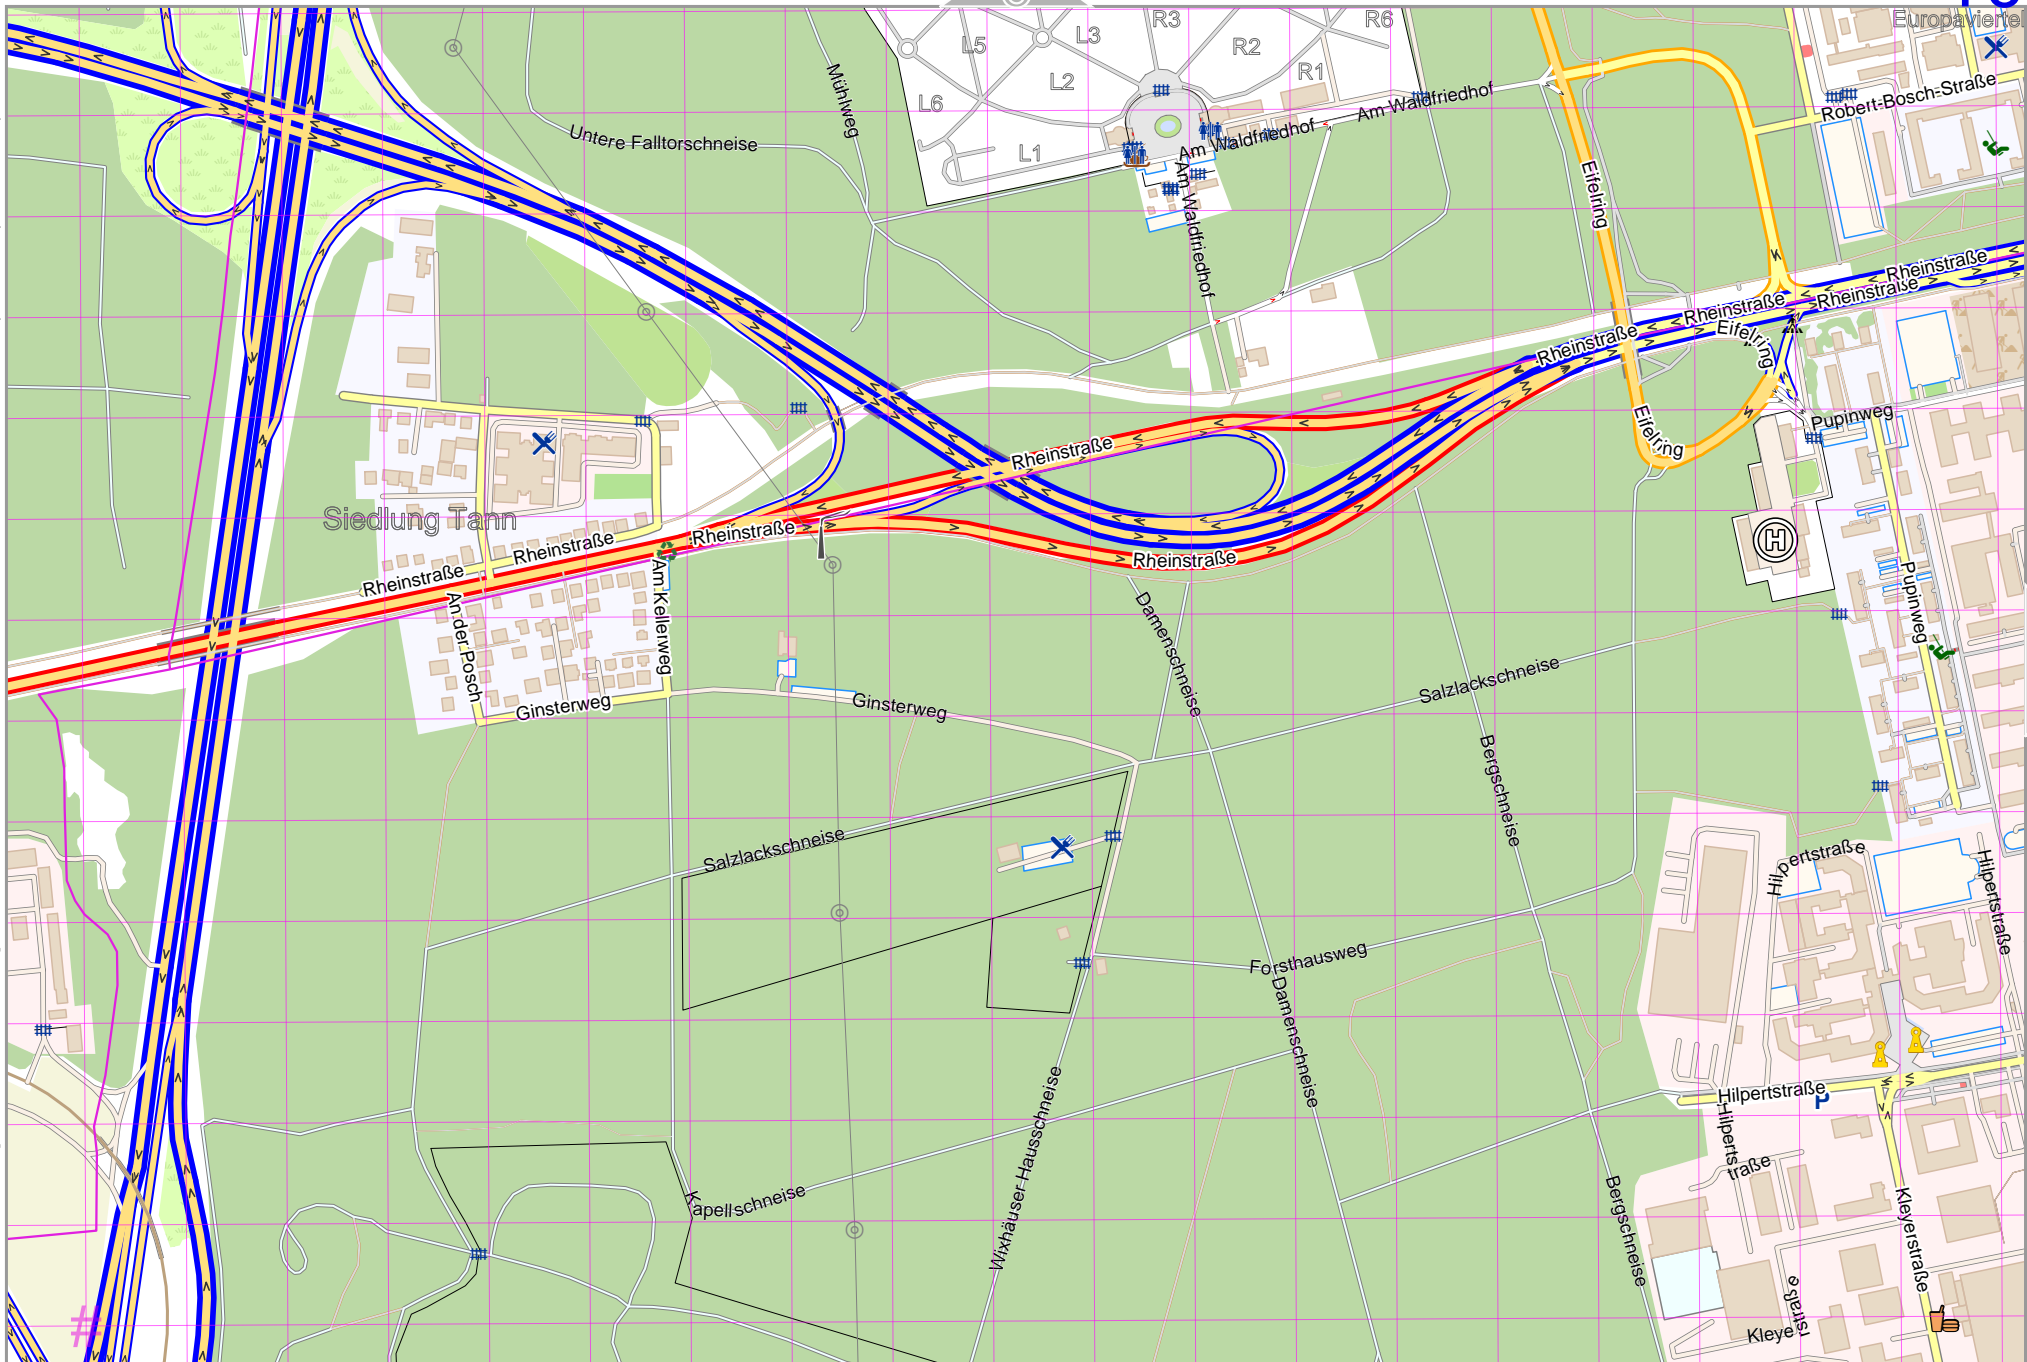 R3
R6
Europaviertel
L5
L3
R2
R1
L2
L6
L1
Mühlweg
Untere Falltorschneise
Am Waldfriedhof
Am Waldfriedhof
Am Waldfriedhof
Robert-Bosch-Straße
Eifelring
Rheinstraße
Rheinstraße
Rheinstraße
Rheinstraße
Eifelring
Eifelring
Pupinweg
Rheinstraße
Siedlung Tann
Rheinstraße
Rheinstraße
Rheinstraße
Rheinstraße
H
An der Posch
Am Kellerweg
Damenschneise
Pupinweg
Ginsterweg
Ginsterweg
Salzlackschneise
Bergschneise
Salzlackschneise
Hilpertstraße
Hilpertstraße
Forsthausweg
Damenschneise
Hilpertstraße
P
Hilpertstraße
Wixhäuser Hausschneise
Kapellschneise
Bergschneise
Kleyerstraße
Kleyerstraße
#